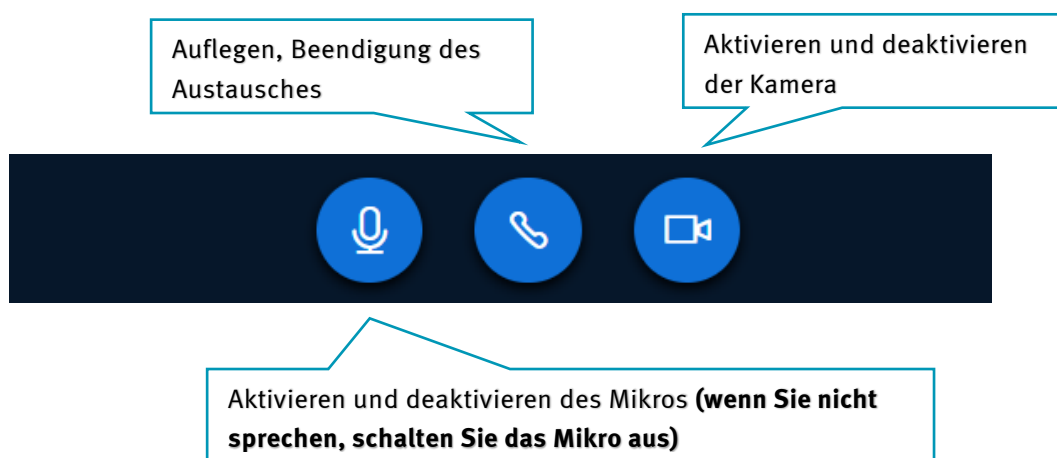 Auflegen, Beendigung des
Austausches
Aktivieren und deaktivieren
der Kamera
Aktivieren und deaktivieren des Mikros (wenn Sie nicht
sprechen, schalten Sie das Mikro aus)